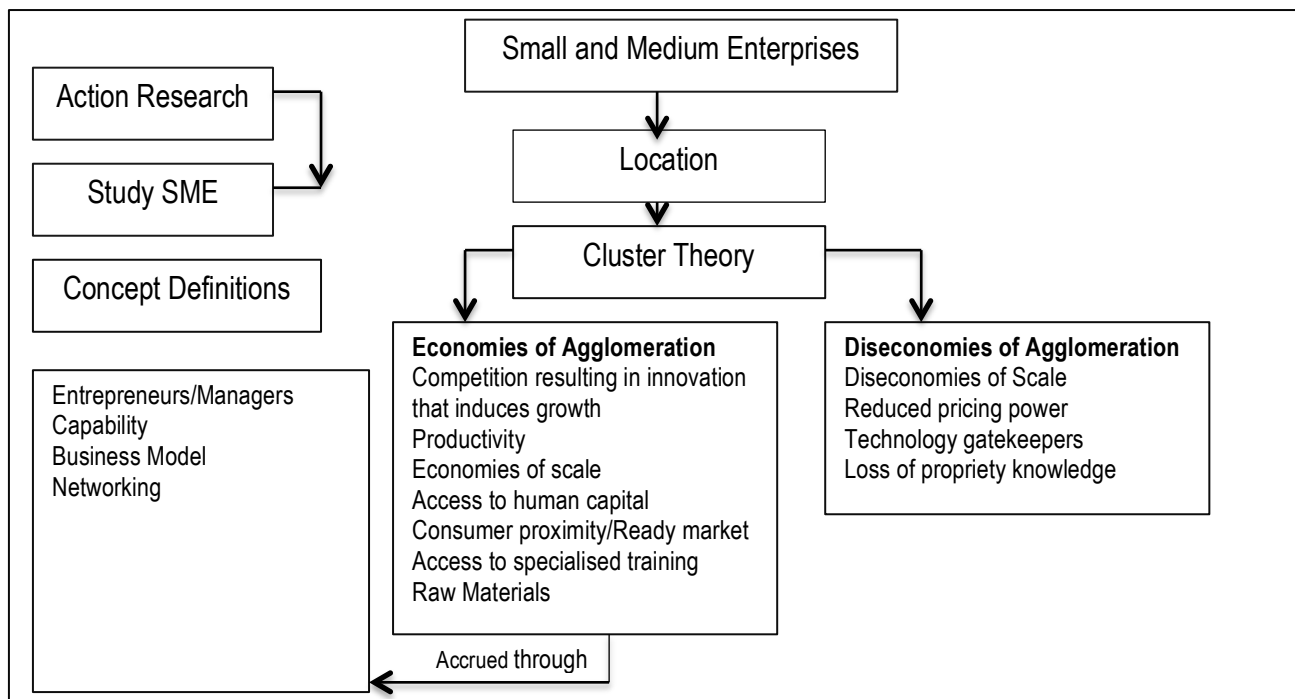 Small and Medium Enterprises
Action Research
Location
Study SME
Cluster Theory
Concept Definitions
Economies of Agglomeration
Competition resulting in innovation
that induces growth
Productivity
Economies of scale
Access to human capital
Consumer proximity/Ready market
Access to specialised training
Raw Materials
Diseconomies of Agglomeration
Diseconomies of Scale
Reduced pricing power
Technology gatekeepers
Loss of propriety knowledge
Entrepreneurs/Managers
Capability
Business Model
Networking
Accrued through